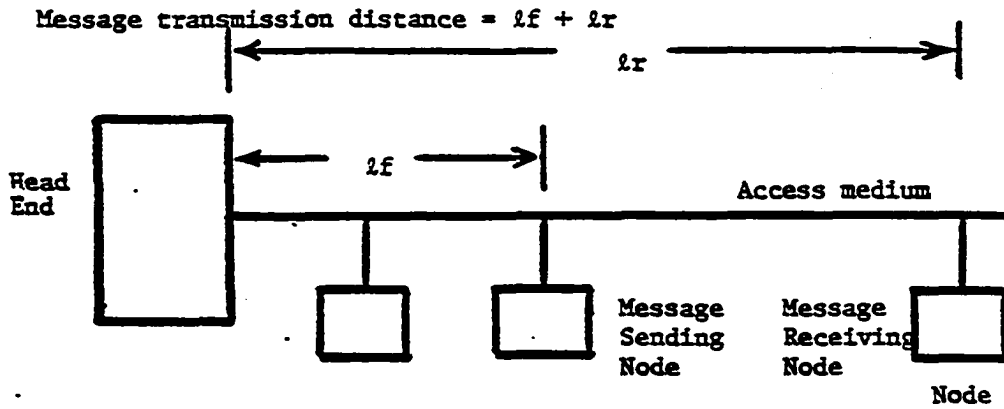 Message transmission distance = ℓf + ℓr
ℓr
ℓf
Head
End
Access medium
Message
Sending
Node
Message
Receiving
Node
Node